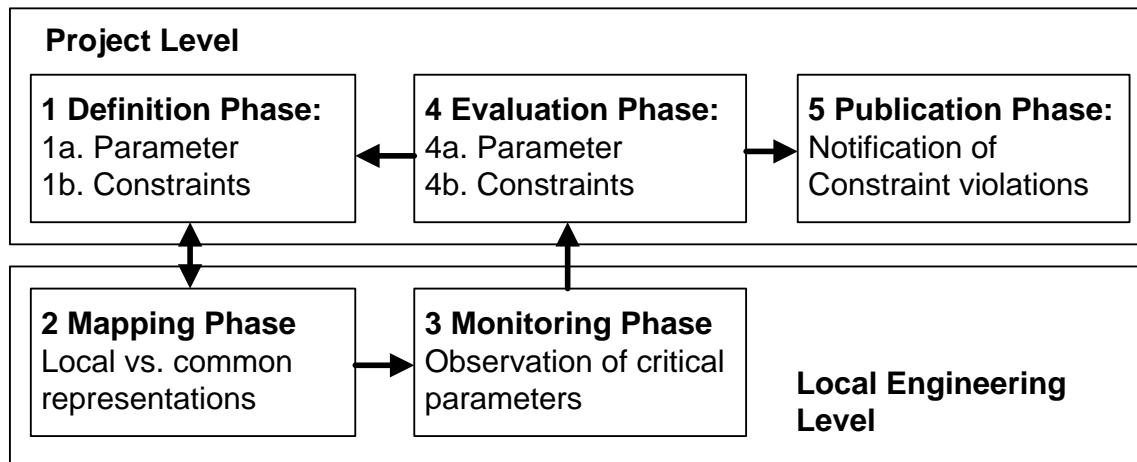 Project Level
1 Definition Phase:
1a. Parameter
1b. Constraints
4 Evaluation Phase:
4a. Parameter
4b. Constraints
5 Publication Phase:
Notification of
Constraint violations
2 Mapping Phase
Local vs. common
representations
3 Monitoring Phase
Observation of critical
parameters
Local Engineering
Level